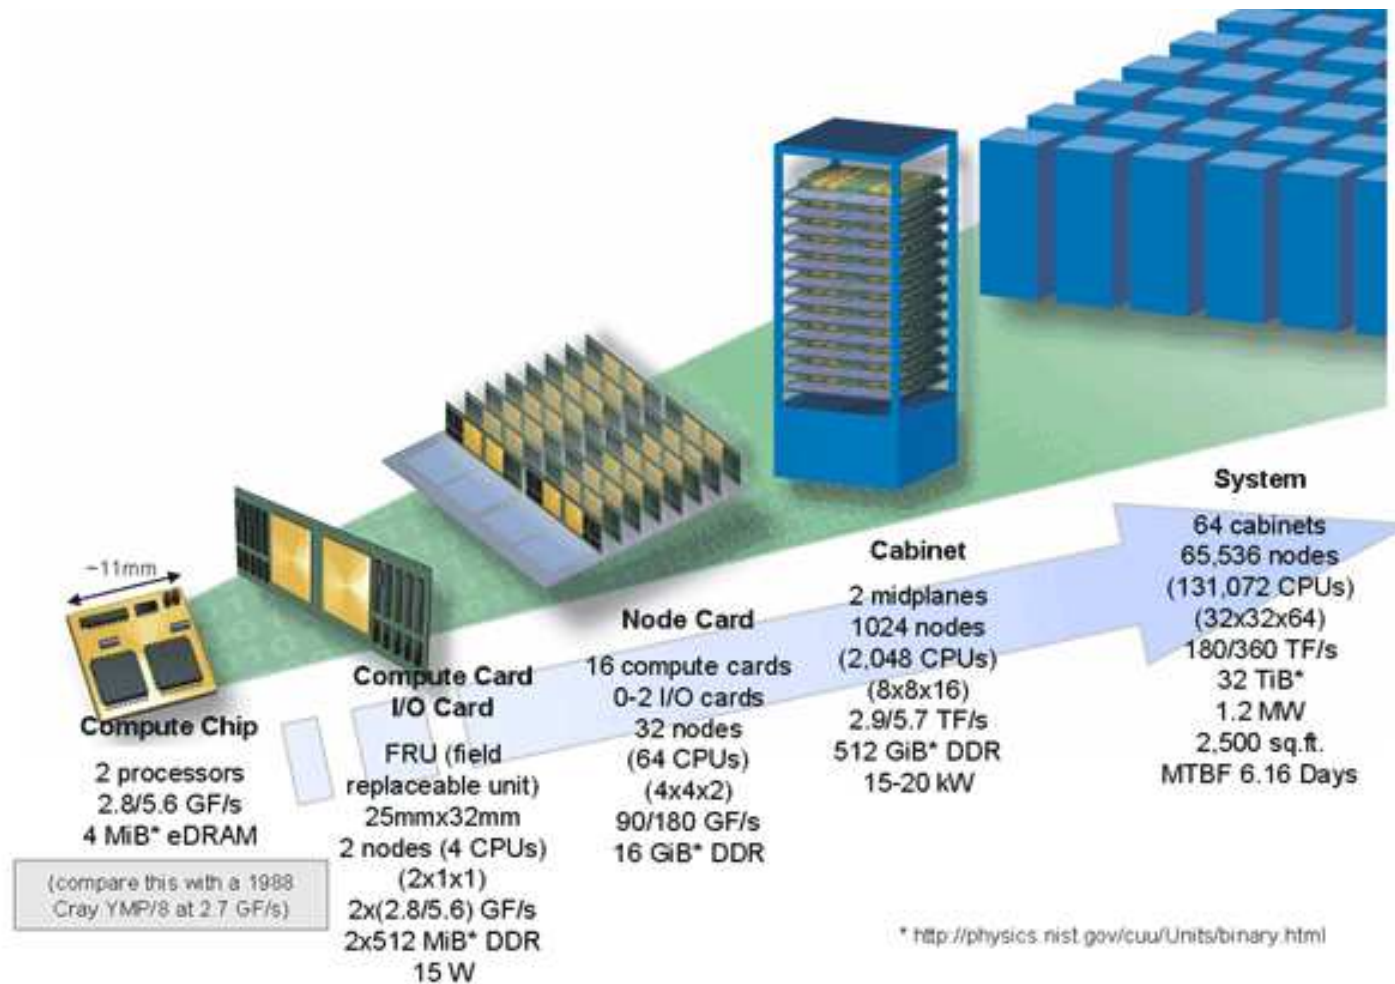 ~11mm
Compute Chip
2 processors
2.8/5.6 GF/s
4 MiB* eDRAM
(compare this with a 1988
Cray YMP/8 at 2.7 GF/s)
Compute Card
I/O Card
FRU (field
replaceable unit)
25mmx32mm
2 nodes (4 CPUs)
(2x1x1)
2x(2.8/5.6) GF/s
2x512 MiB* DDR
15 W
Node Card
16 compute cards
0-2 I/O cards
32 nodes
(64 CPUs)
(4x4x2)
90/180 GF/s
16 GiB* DDR
Cabinet
2 midplanes
1024 nodes
(2,048 CPUs)
(8x8x16)
2.9/5.7 TF/s
512 GiB* DDR
15-20 kW
System
64 cabinets
65,536 nodes
(131,072 CPUs)
(32x32x64)
180/360 TF/s
32 TiB*
1.2 MW
2,500 sq.ft.
MTBF 6.16 Days
* http://physics.nist.gov/cuu/Units/binary.html